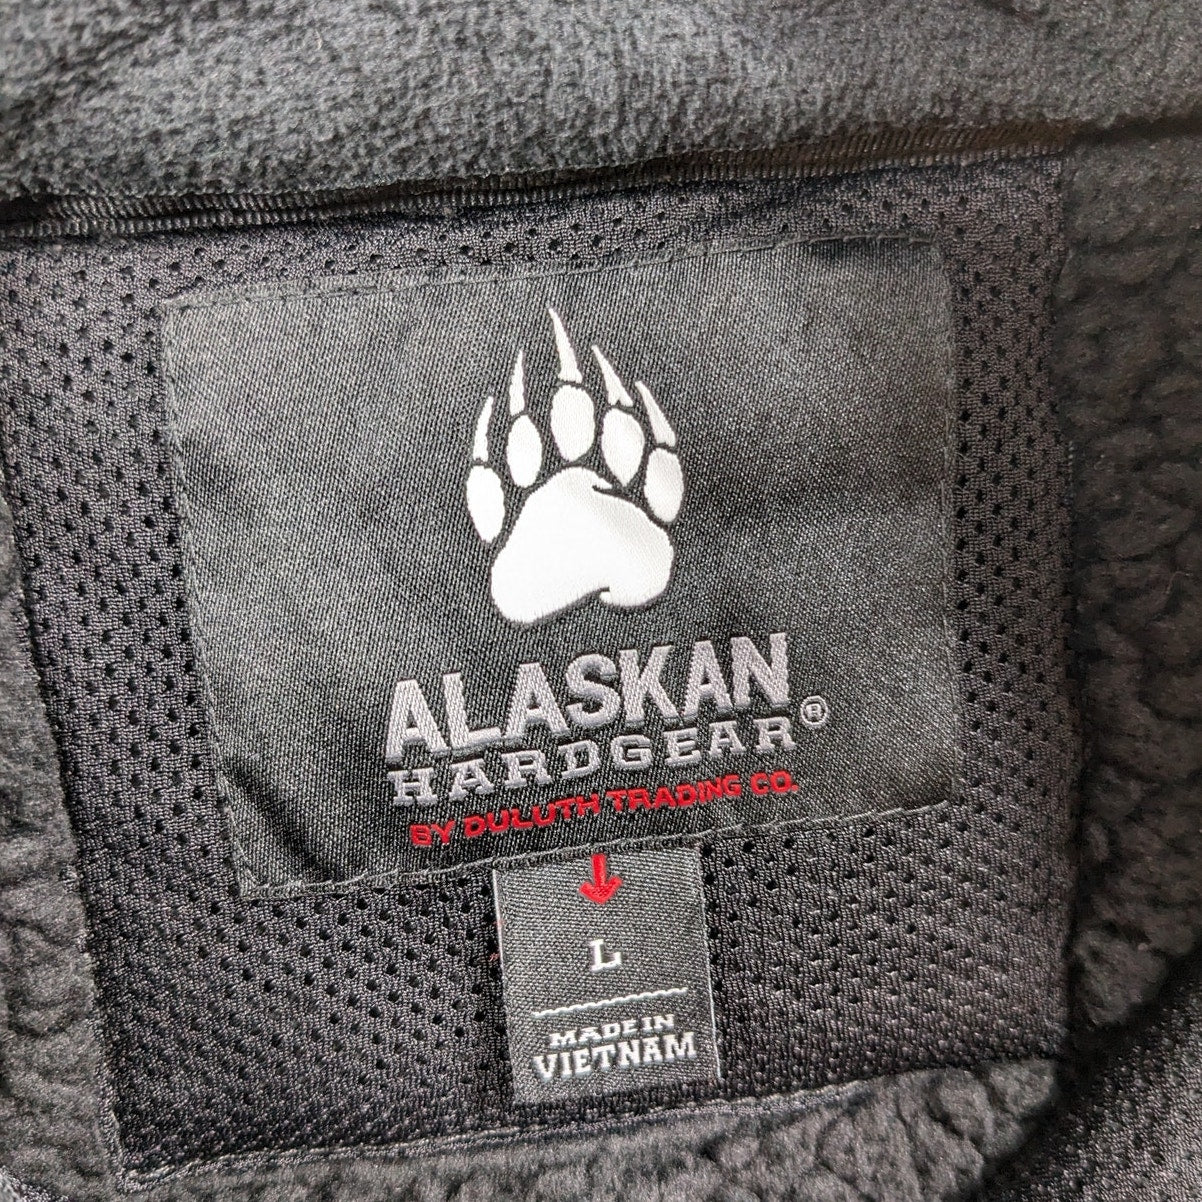 ALASKAN
HARDGEAR®
BY DULUTH TRADING CO.
L
MADE IN
VIETNAM